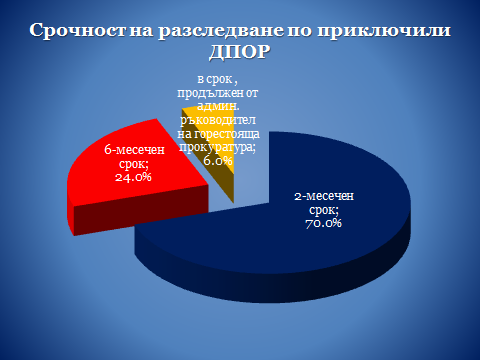 Срочност на разследване по приключили
ДПОР
в срок ,
продължен от
админ.
ръководител
на горестояща
прокуратура;
6.0%
6-месечен
срок;
24.0%
2-месечен
срок;
70.0%